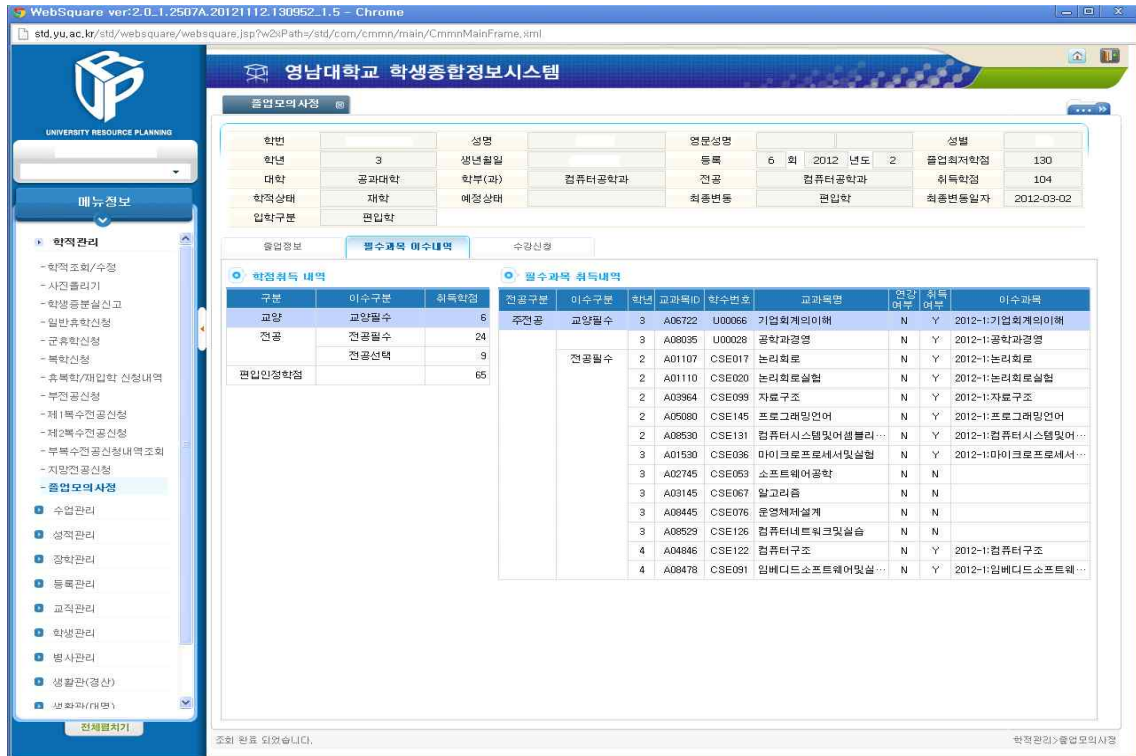 WebSquare ver:2.0_1.2507A.20121112.130952_1.5 - Chrome
std.yu.ac.kr/std/websquare/websquare.jsp?w2xPath=/std/com/cmmn/main/CmmnMainFrame.xml
UNIVERSITY RESOURCE PLANNING
영남대학교 학생종합정보시스템
졸업모의사정
메뉴정보
학적관리
-학적조회/수정
-사진올리기
-학생증분실신고
-일반휴학신청
-군휴학신청
-복학신청
-휴복학/재입학 신청내역
-부전공신청
-제1복수전공신청
-제2복수전공신청
-부복수전공신청내역조회
-지망전공신청
-졸업모의사정
수업관리
성적관리
장학관리
등록관리
교직관리
학생관리
병사관리
생활관(경산)
생활관(대명)
전체펼치기
학번 성명 영문성명 성별
학년 3 생년월일 등록 6 회 2012 년도 2 졸업최저학점 130
대학 공과대학 학부(과) 컴퓨터공학과 전공 컴퓨터공학과 취득학점 104
학적상태 재학 예정상태 최종변동 편입학 최종변동일자 2012-03-02
입학구분 편입학
졸업정보 필수과목 이수내역 수강신청
학점취득 내역
구분 이수구분 취득학점
교양 교양필수 6
전공 전공필수 24
전공선택 9
편입인정학점 65
필수과목 취득내역
전공구분 이수구분 학년 교과목ID 학수번호 교과목명 연강여부 취득여부 이수과목
주전공 교양필수 3 A06722 U00066 기업회계의이해 N Y 2012-1:기업회계의이해
3 A08035 U00028 공학과경영 N Y 2012-1:공학과경영
전공필수 2 A01107 CSE017 논리회로 N Y 2012-1:논리회로
2 A01110 CSE020 논리회로실험 N Y 2012-1:논리회로실험
2 A03964 CSE099 자료구조 N Y 2012-1:자료구조
2 A05080 CSE145 프로그래밍언어 N Y 2012-1:프로그래밍언어
2 A08530 CSE131 컴퓨터시스템및어셈블리··· N Y 2012-1:컴퓨터시스템및어···
3 A01530 CSE036 마이크로프로세서및실험 N Y 2012-1:마이크로프로세서···
3 A02745 CSE053 소프트웨어공학 N N
3 A03145 CSE067 알고리즘 N N
3 A08445 CSE076 운영체제설계 N N
3 A08529 CSE126 컴퓨터네트워크및실습 N N
4 A04846 CSE122 컴퓨터구조 N Y 2012-1:컴퓨터구조
4 A08478 CSE091 임베디드소프트웨어및실··· N Y 2012-1:임베디드소프트웨···
조회 완료 되었습니다.
학적관리>졸업모의사정